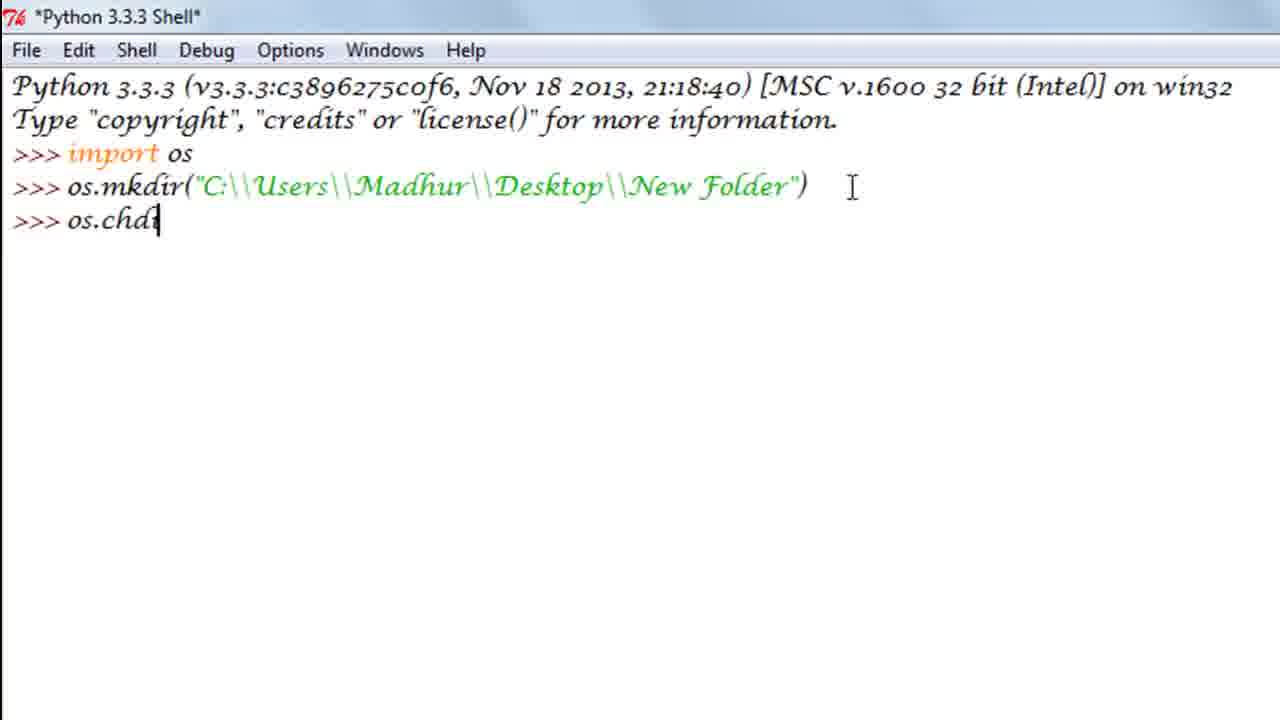 *Python 3.3.3 Shell*
File Edit Shell Debug Options Windows Help
Python 3.3.3 (v3.3.3:c3896275c0f6, Nov 18 2013, 21:18:40) [MSC v.1600 32 bit (Intel)] on win32
Type "copyright", "credits" or "license()" for more information.
>>> import os
>>> os.mkdir("C:\\Users\\Madhur\\Desktop\\New Folder")
>>> os.chdi